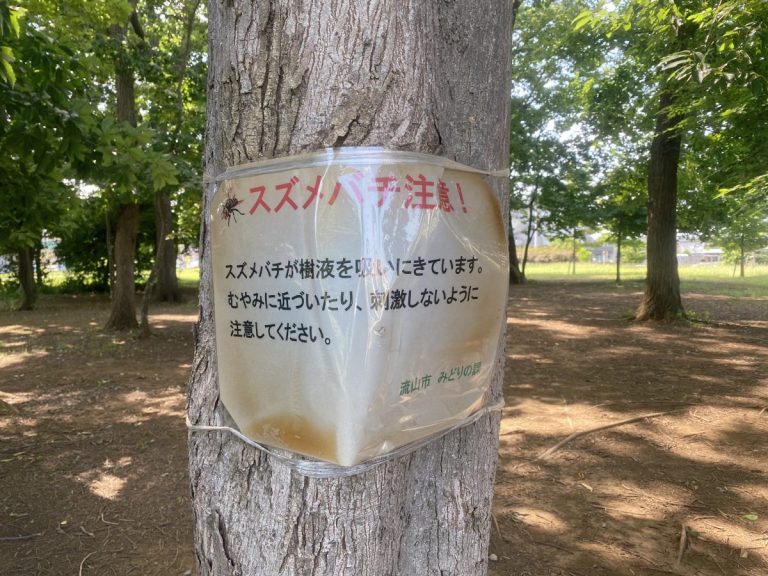 スズメバチ注意！
スズメバチが樹液を吸いにきています。
むやみに近づいたり、刺激しないように
注意してください。
流山市 みどりの課